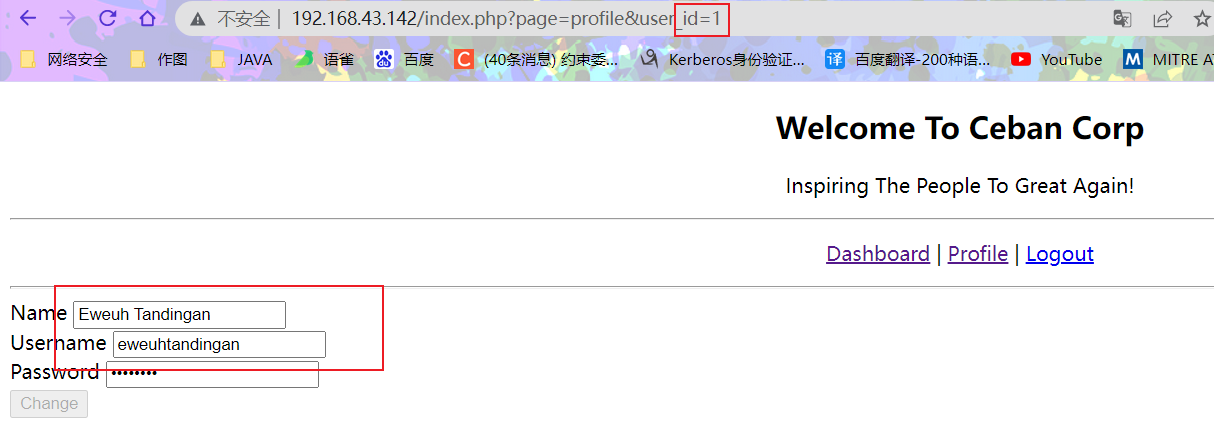 不安全 | 192.168.43.142/index.php?page=profile&user_id=1
网络安全 作图 JAVA 语雀 百度 (40条消息) 约束委... Kerberos身份验证... 译 百度翻译-200种语... YouTube M MITRE AT
Welcome To Ceban Corp
Inspiring The People To Great Again!
Dashboard | Profile | Logout
Name Eweuh Tandingan
Username eweuhtandingan
Password ••••••••
Change